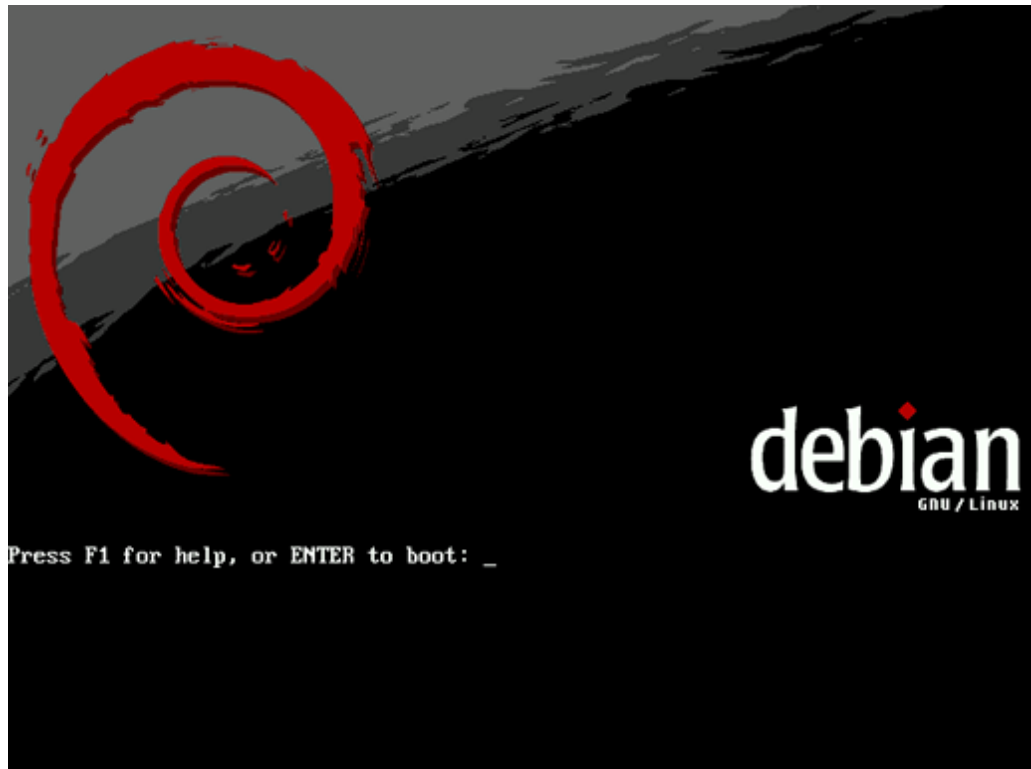 debian
GNU/Linux
Press F1 for help, or ENTER to boot: _